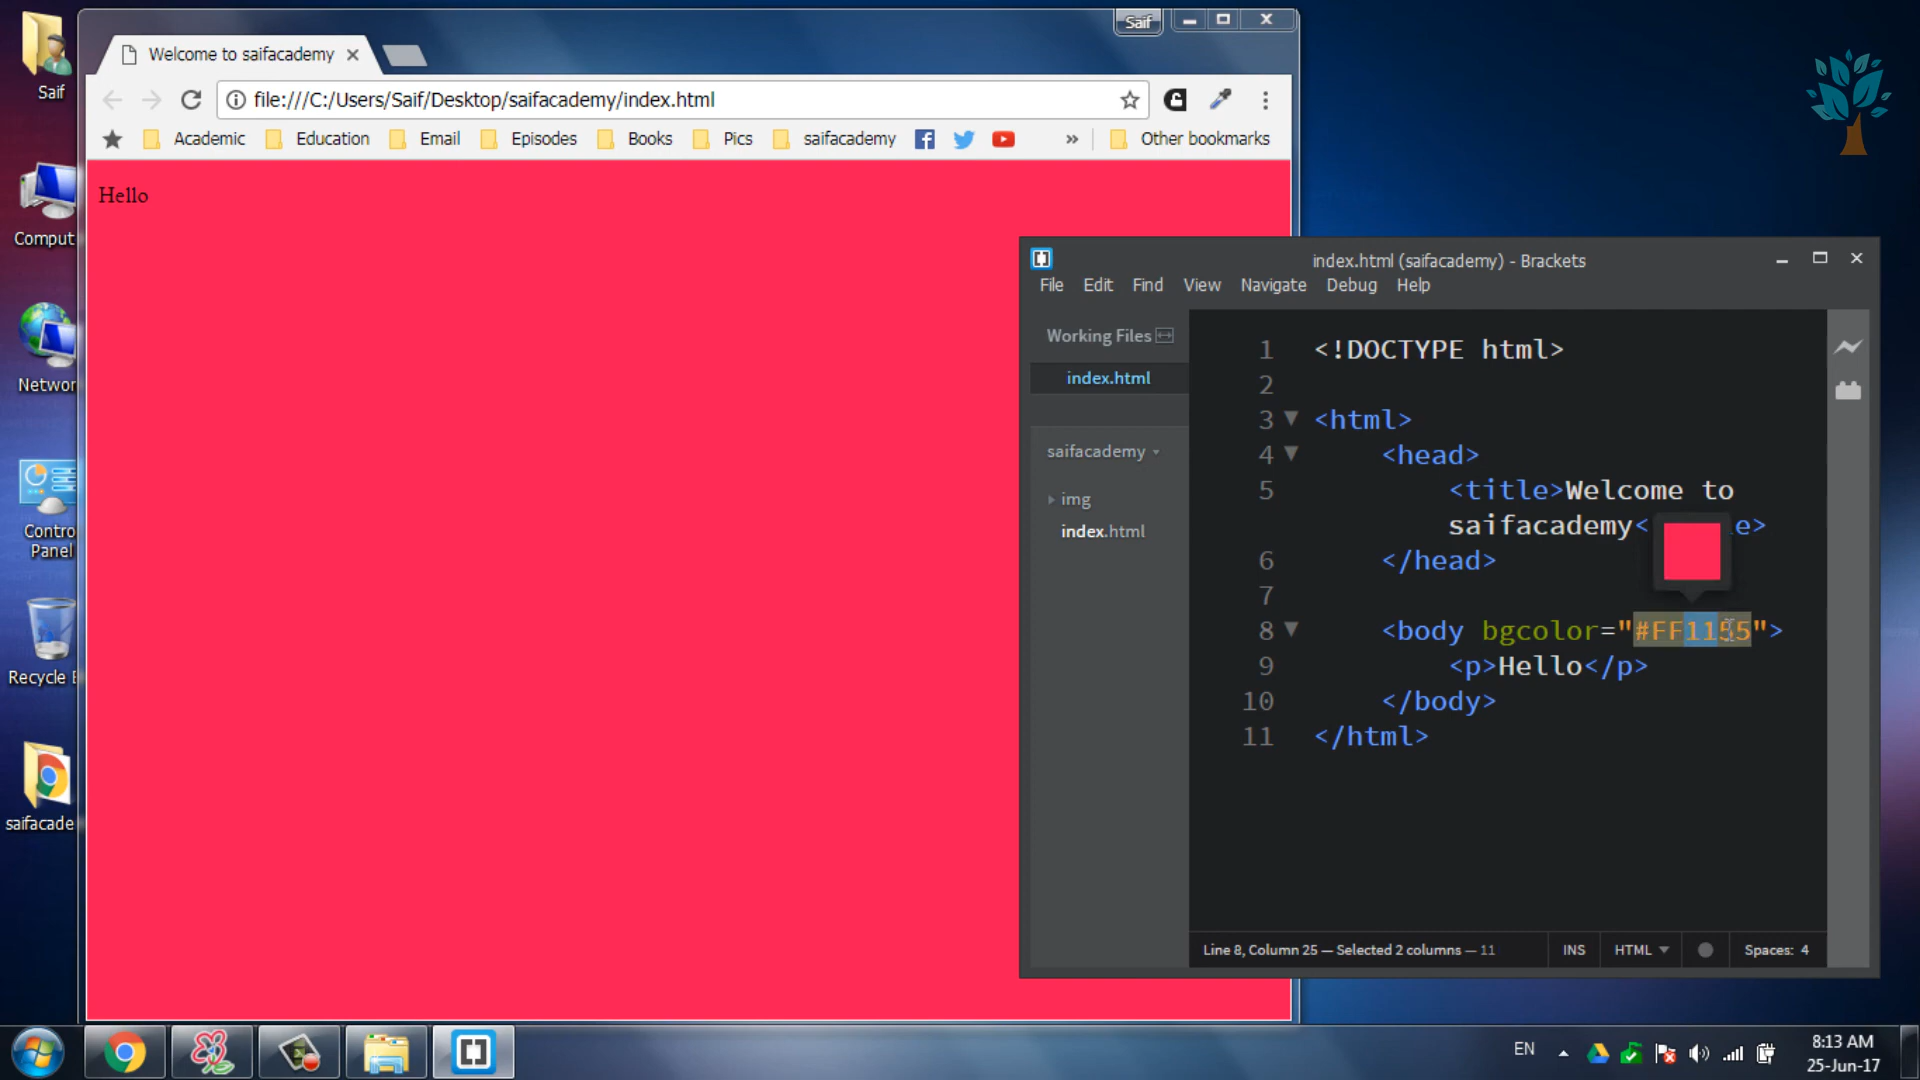 Saif
Saif
Welcome to saifacademy
file:///C:/Users/Saif/Desktop/saifacademy/index.html
Academic Education Email Episodes Books Pics saifacademy » Other bookmarks
Hello
Comput
Networ
Contro
Panel
Recycle
saifacade
index.html (saifacademy) - Brackets
File Edit Find View Navigate Debug Help
Working Files
index.html
saifacademy
img
index.html
1 <!DOCTYPE html>
2
3 <html>
4 <head>
5 <title>Welcome to
saifacademy< e>
6 </head>
7
8 <body bgcolor="#FF1155">
9 <p>Hello</p>
10 </body>
11 </html>
Line 8, Column 25 — Selected 2 columns — 11
INS HTML Spaces: 4
EN
8:13 AM
25-Jun-17